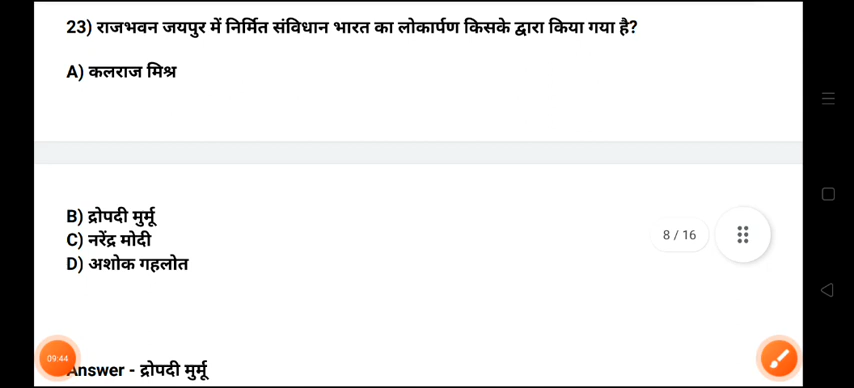 23) राजभवन जयपुर में निर्मित संविधान भारत का लोकार्पण किसके द्वारा किया गया है?
A) कलराज मिश्र
B) द्रोपदी मुर्मू
8 / 16
C) नरेंद्र मोदी
D) अशोक गहलोत
09:44
Answer - द्रोपदी मुर्मू